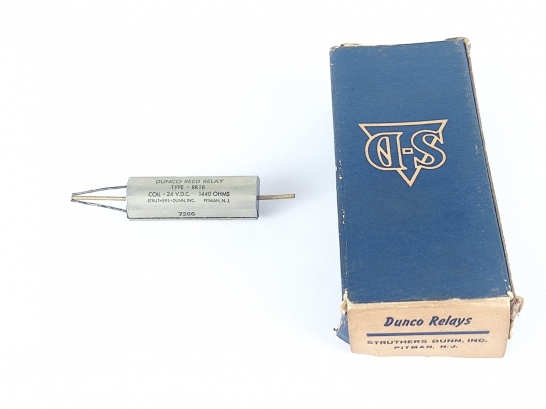 DUNCO REED RELAY
TYPE - RR1B
COIL - 24 V.D.C. 1440 OHMS
STRUTHERS-DUNN, INC. PITMAN, N.J.
7206
S-D
Dunco Relays
STRUTHERS DUNN, INC.
PITMAN, N.J.